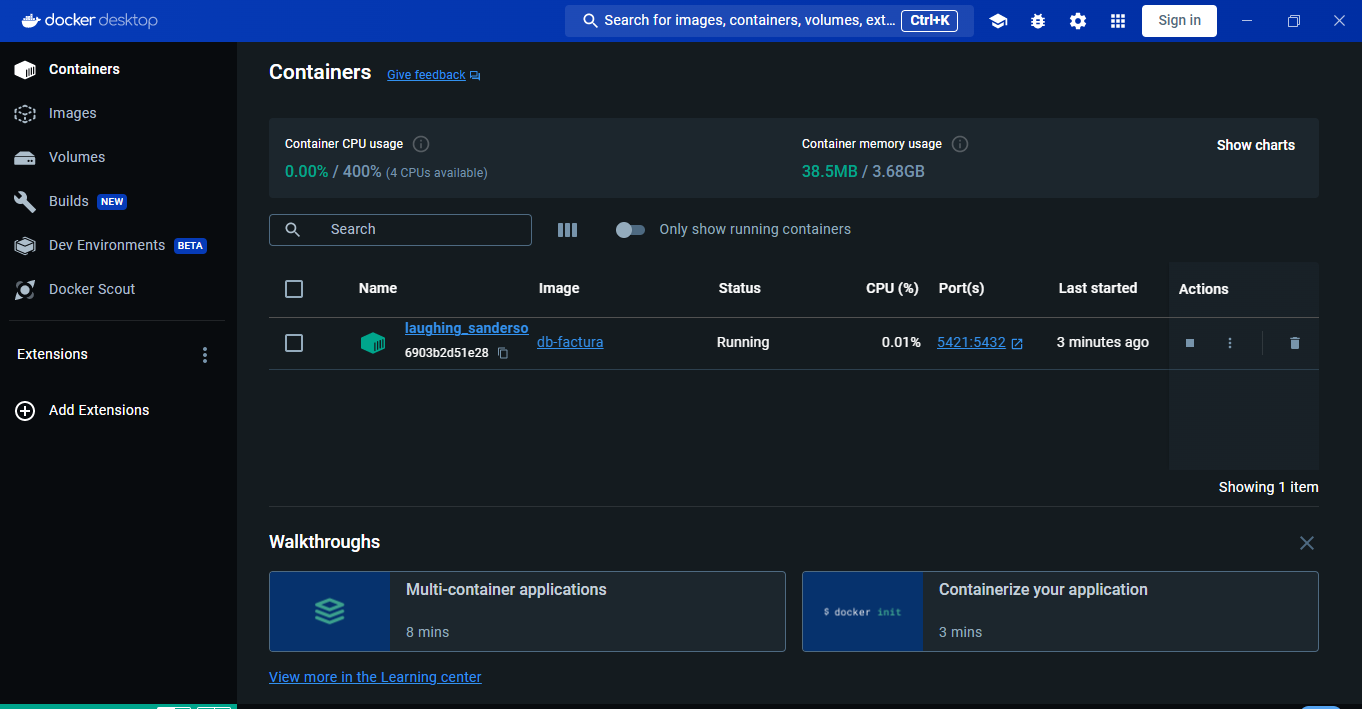 docker desktop
Search for images, containers, volumes, ext... Ctrl+K
Sign in
Containers
Images
Volumes
Builds NEW
Dev Environments BETA
Docker Scout
Extensions
Add Extensions
Containers Give feedback
Container CPU usage
0.00% / 400% (4 CPUs available)
Container memory usage
38.5MB / 3.68GB
Show charts
Search
Only show running containers
Name Image Status CPU (%) Port(s) Last started Actions
laughing_sanderso
6903b2d51e28
db-factura Running 0.01% 5421:5432 3 minutes ago
Showing 1 item
Walkthroughs
Multi-container applications
8 mins
$ docker init
Containerize your application
3 mins
View more in the Learning center